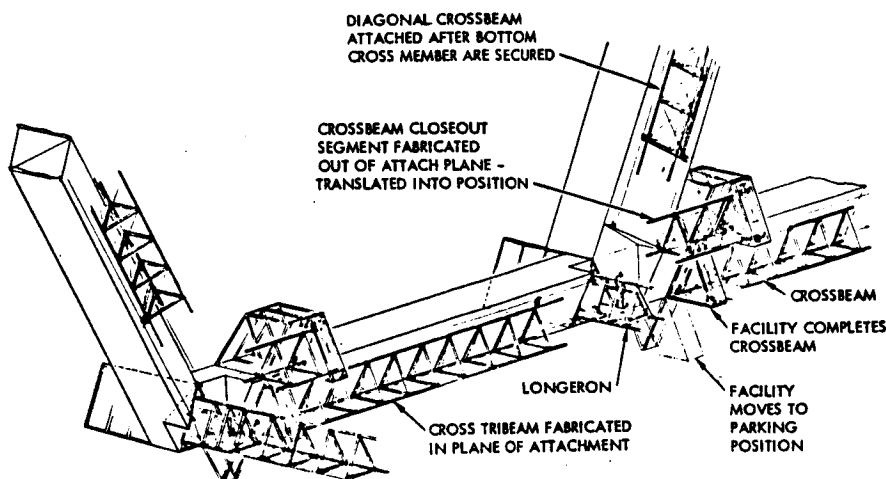 DIAGONAL CROSSBEAM
ATTACHED AFTER BOTTOM
CROSS MEMBER ARE SECURED
CROSSBEAM CLOSEOUT
SEGMENT FABRICATED
OUT OF ATTACH PLANE -
TRANSLATED INTO POSITION
CROSSBEAM
FACILITY COMPLETES
CROSSBEAM
LONGERON
FACILITY
MOVES TO
PARKING
POSITION
CROSS TRIBEAM FABRICATED
IN PLANE OF ATTACHMENT